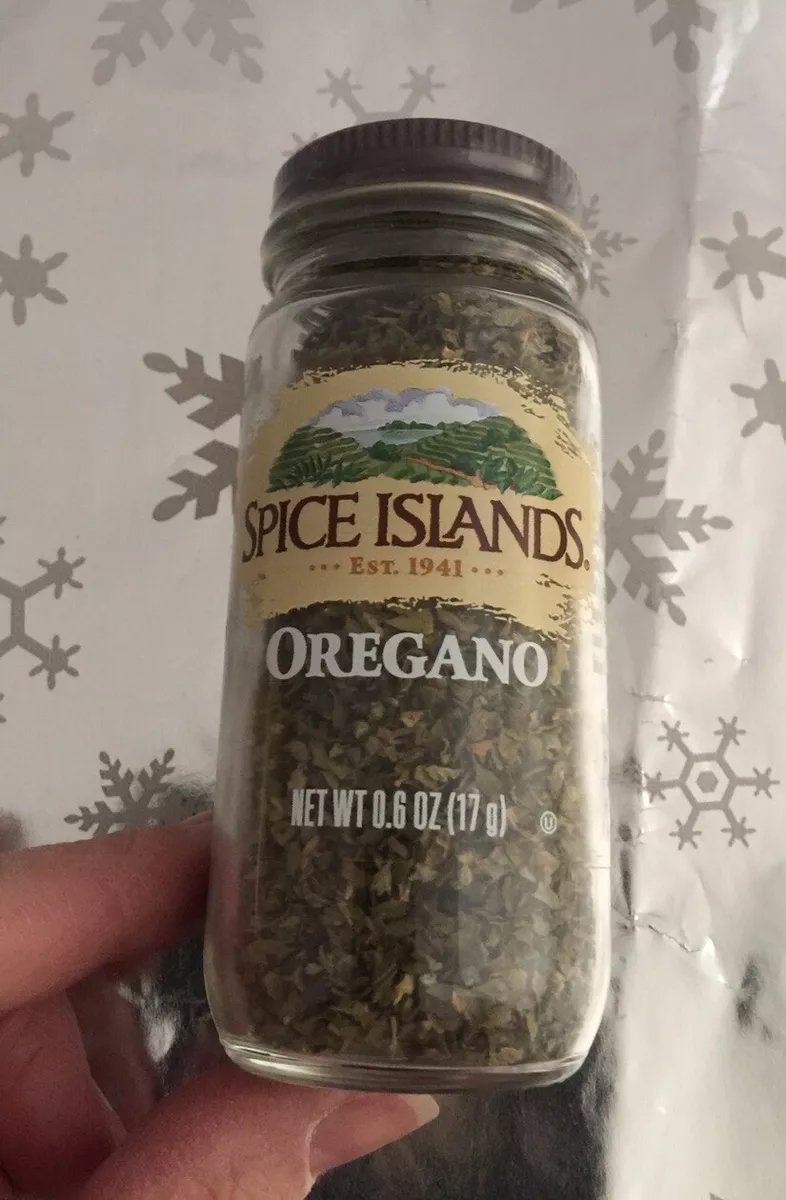 SPICE ISLANDS.
••• EST. 1941 •••
OREGANO
NET WT 0.6 OZ (17 g) Ⓤ